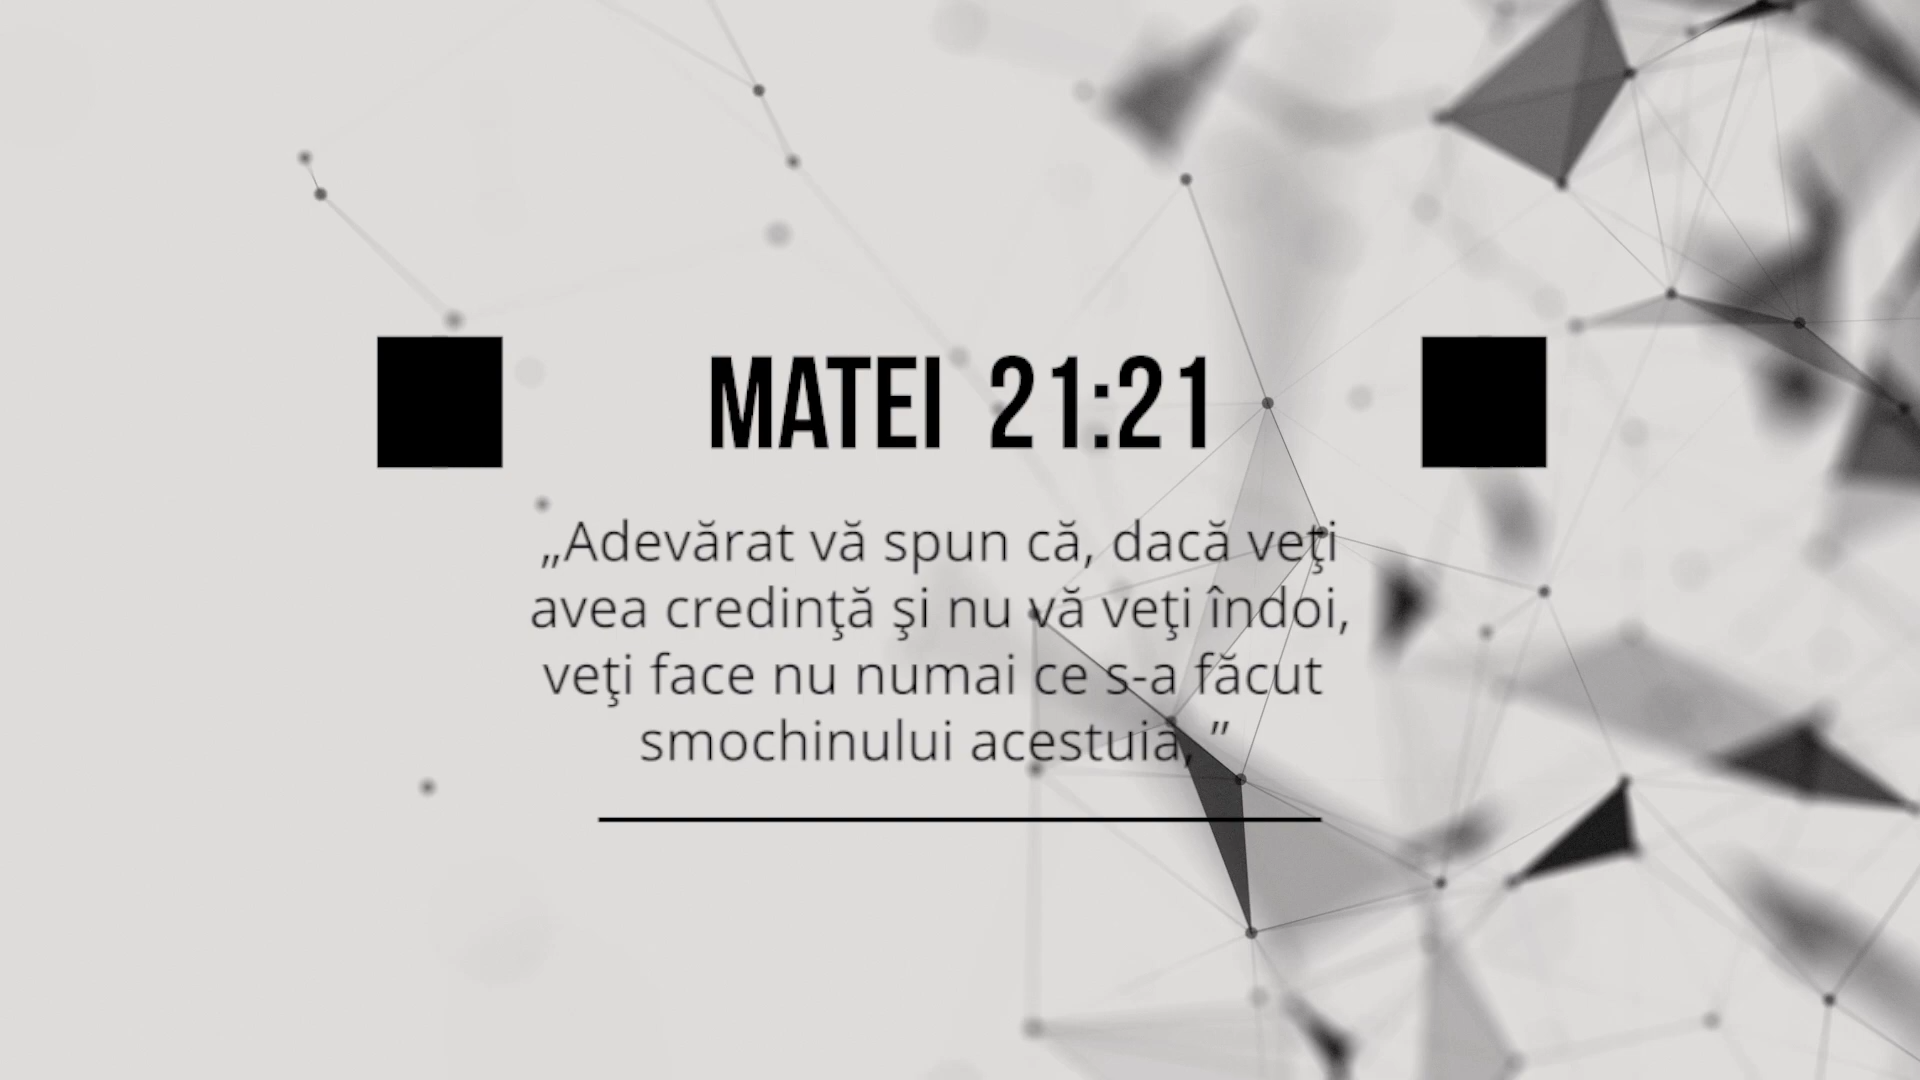 MATEI 21:21
„Adevărat vă spun că, dacă veţi
avea credinţă şi nu vă veţi îndoi,
veţi face nu numai ce s-a făcut
smochinului acestuia, ”